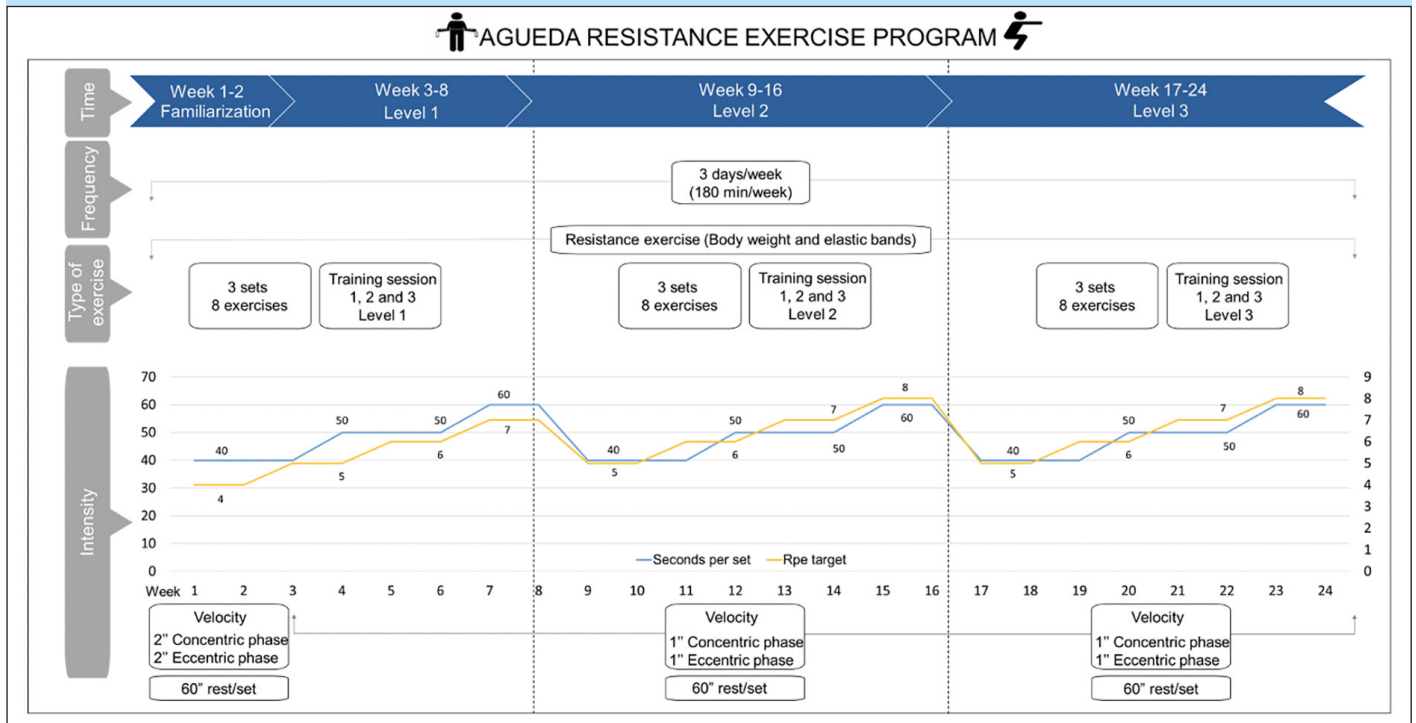 AGUEDA RESISTANCE EXERCISE PROGRAM
Time
Week 1-2
Familiarization
Week 3-8
Level 1
Week 9-16
Level 2
Week 17-24
Level 3
Frequency
3 days/week
(180 min/week)
Type of
exercise
Resistance exercise (Body weight and elastic bands)
3 sets
8 exercises
Training session
1, 2 and 3
Level 1
3 sets
8 exercises
Training session
1, 2 and 3
Level 2
3 sets
8 exercises
Training session
1, 2 and 3
Level 3
Intensity
70
60
50
40
30
20
10
0
40
50
50
60
4
5
6
7
40
50
50
60
5
6
7
8
40
50
50
60
5
6
7
8
9
8
7
6
5
4
3
2
1
0
Seconds per set
Rpe target
Week 1 2 3 4 5 6 7 8 9 10 11 12 13 14 15 16 17 18 19 20 21 22 23 24
Velocity
2’’ Concentric phase
2’’ Eccentric phase
60” rest/set
Velocity
1’’ Concentric phase
1’’ Eccentric phase
60” rest/set
Velocity
1’’ Concentric phase
1’’ Eccentric phase
60” rest/set